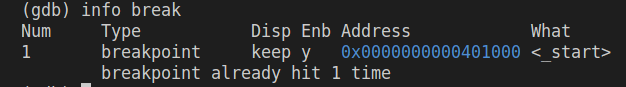 (gdb) info break
Num     Type           Disp Enb Address            What
1       breakpoint     keep y   0x0000000000401000 <_start>
        breakpoint already hit 1 time